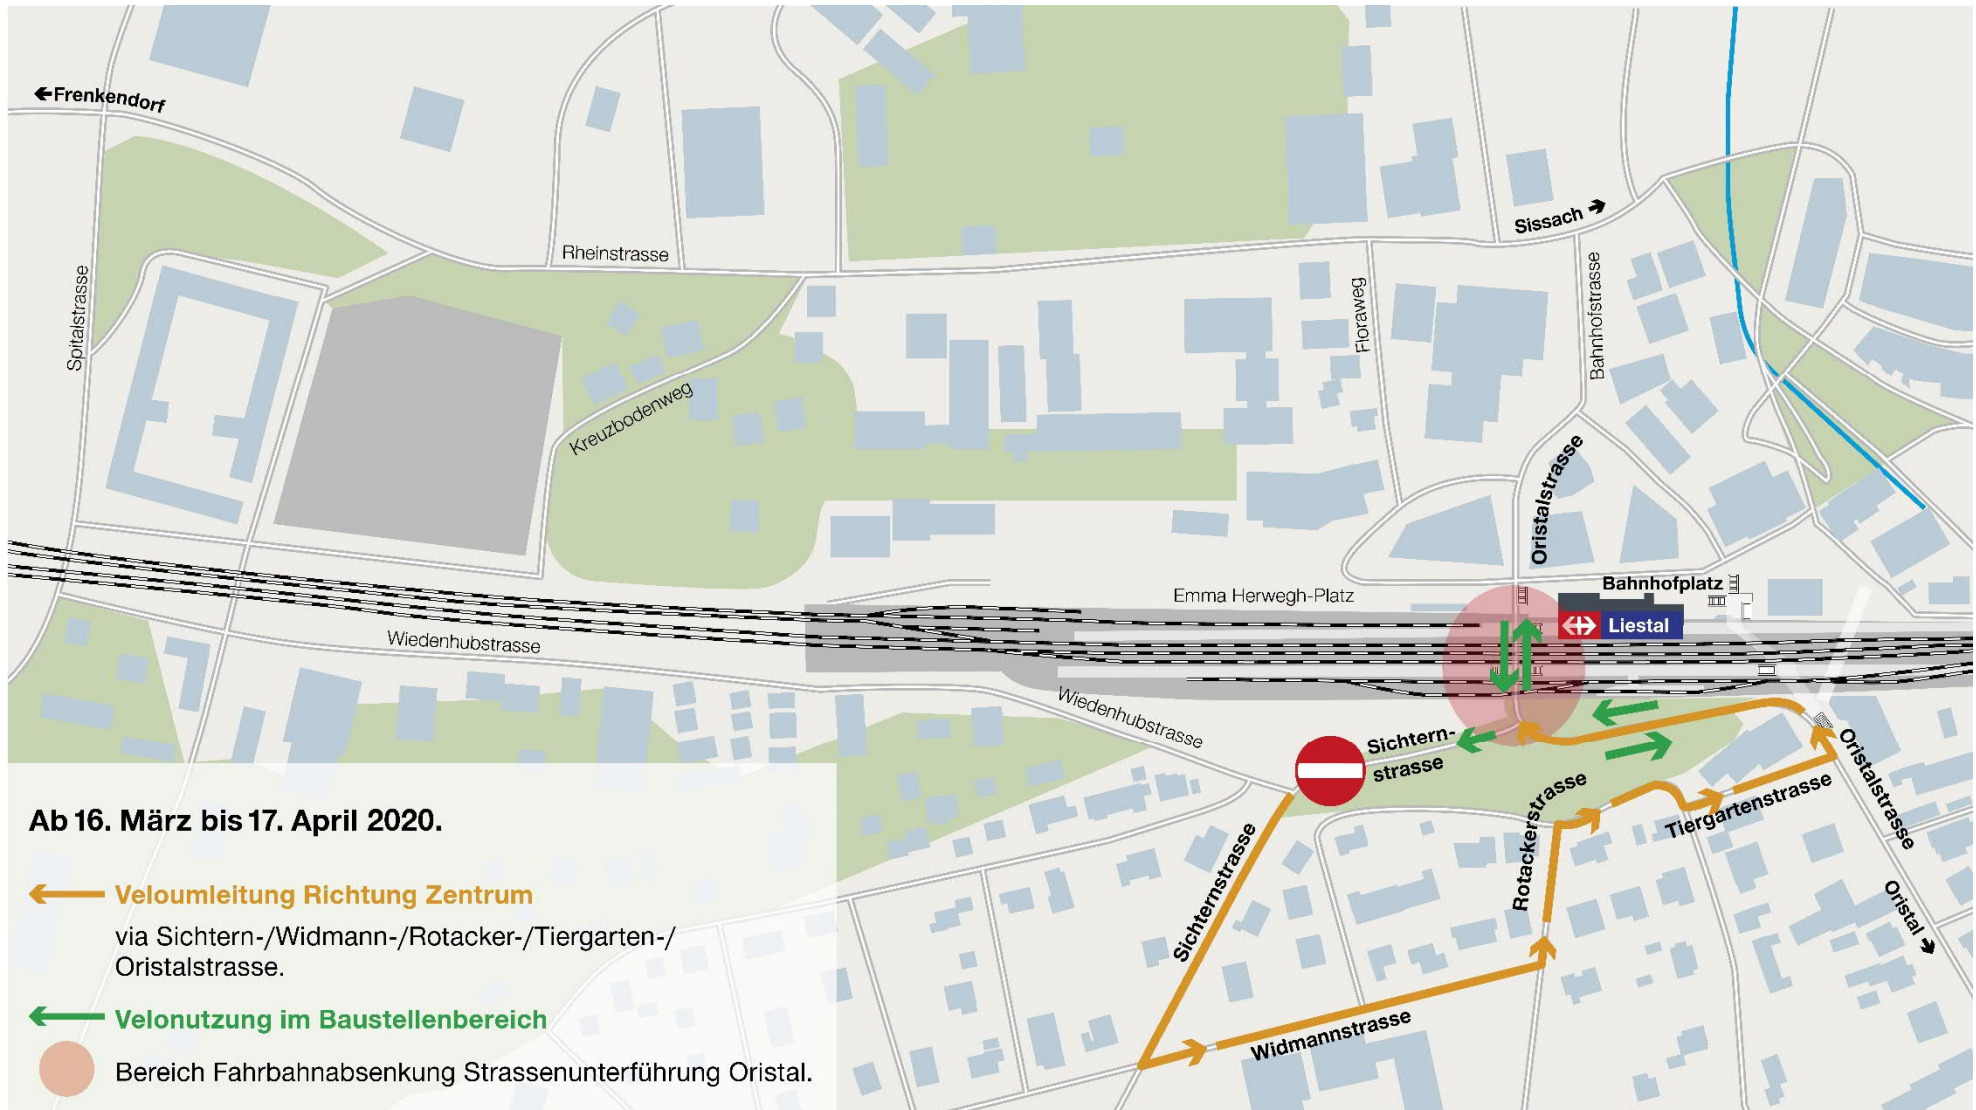 Frenkendorf
Spitalstrasse
Rheinstrasse
Kreuzbodenweg
Floraweg
Sissach
Bahnhofstrasse
Oristalstrasse
Bahnhofplatz
Emma Herwegh-Platz
Liestal
Wiedenhubstrasse
Wiedenhubstrasse
Sichtern-
strasse
Sichternstrasse
Rotackerstrasse
Tiergartenstrasse
Oristalstrasse
Oristal
Widmannstrasse
Ab 16. März bis 17. April 2020.
Veloumleitung Richtung Zentrum
via Sichtern-/Widmann-/Rotacker-/Tiergarten-/
Oristalstrasse.
Velonutzung im Baustellenbereich
Bereich Fahrbahnabsenkung Strassenunterführung Oristal.